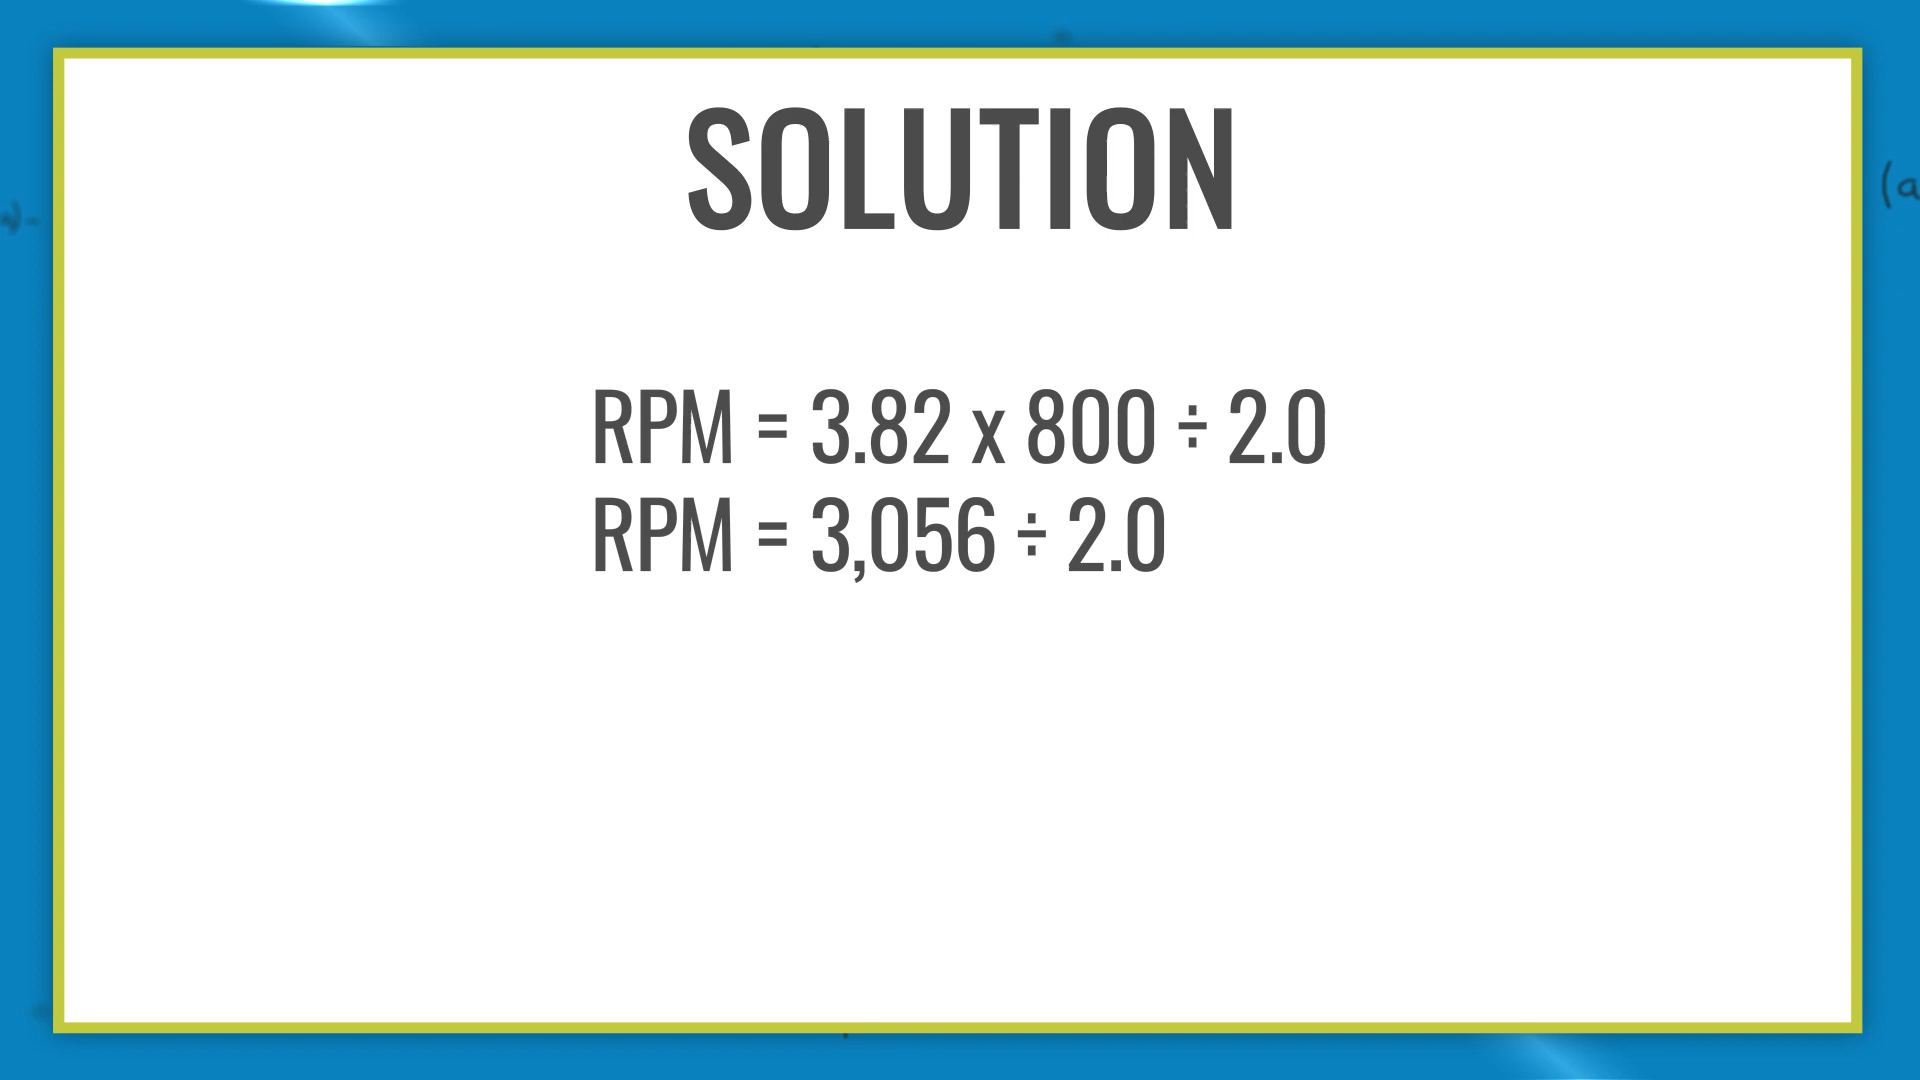 SOLUTION
(a
RPM = 3.82 x 800 ÷ 2.0
RPM = 3,056 ÷ 2.0